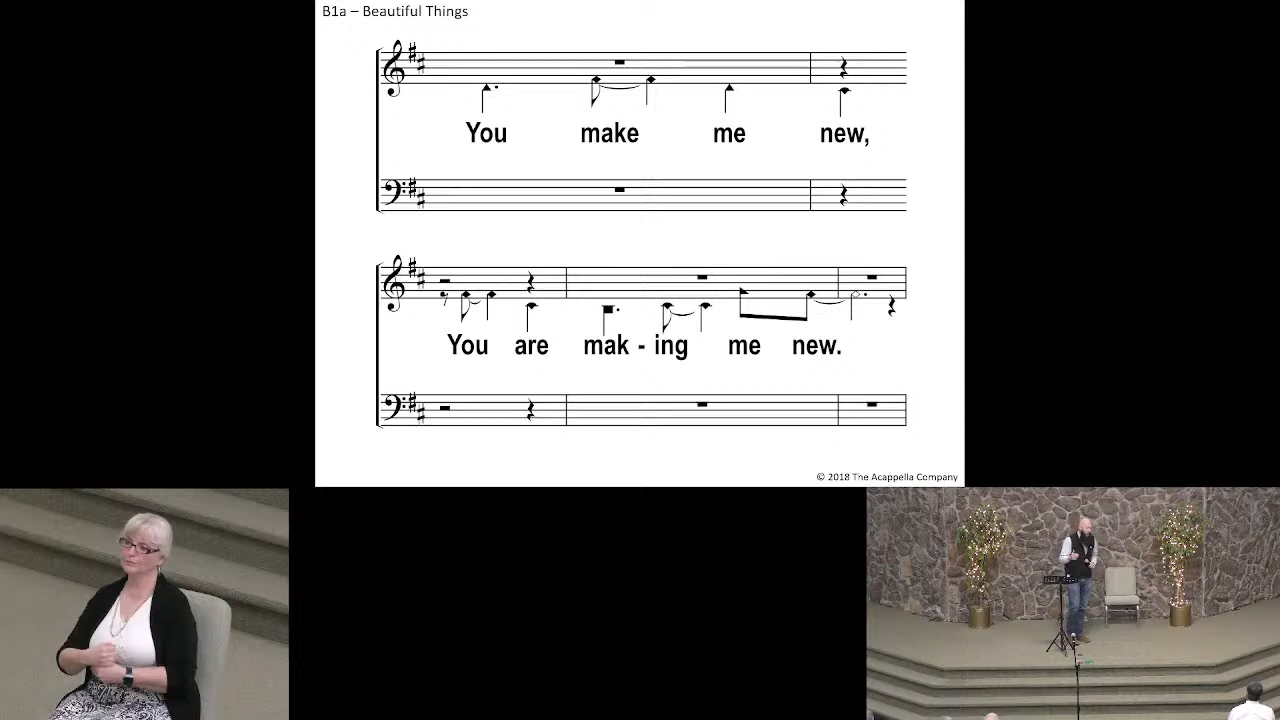 B1a – Beautiful Things
You make me new,
You are mak - ing me new.
© 2018 The Acappella Company